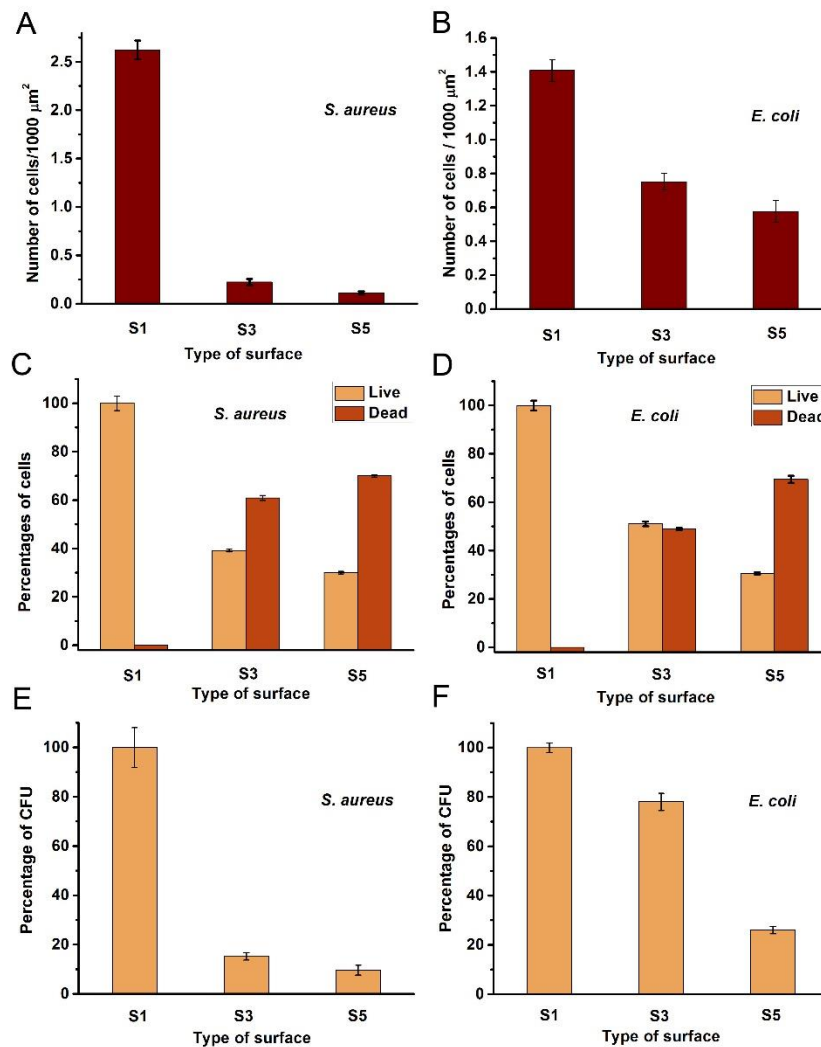 A
Number of cells/1000 μm²
2.5
2.0
1.5
1.0
0.5
0.0
S. aureus
S1 S3 S5
Type of surface
B
Number of cells / 1000 μm²
1.6
1.4
1.2
1.0
0.8
0.6
0.4
0.2
0.0
E. coli
S1 S3 S5
Type of surface
C
Percentages of cells
100
80
60
40
20
0
S. aureus
Live
Dead
S1 S3 S5
Type of surface
D
Percentages of cells
100
80
60
40
20
0
E. coli
Live
Dead
S1 S3 S5
Type of surface
E
Percentage of CFU
100
80
60
40
20
0
S. aureus
S1 S3 S5
Type of surface
F
Percentage of CFU
100
80
60
40
20
0
E. coli
S1 S3 S5
Type of surface